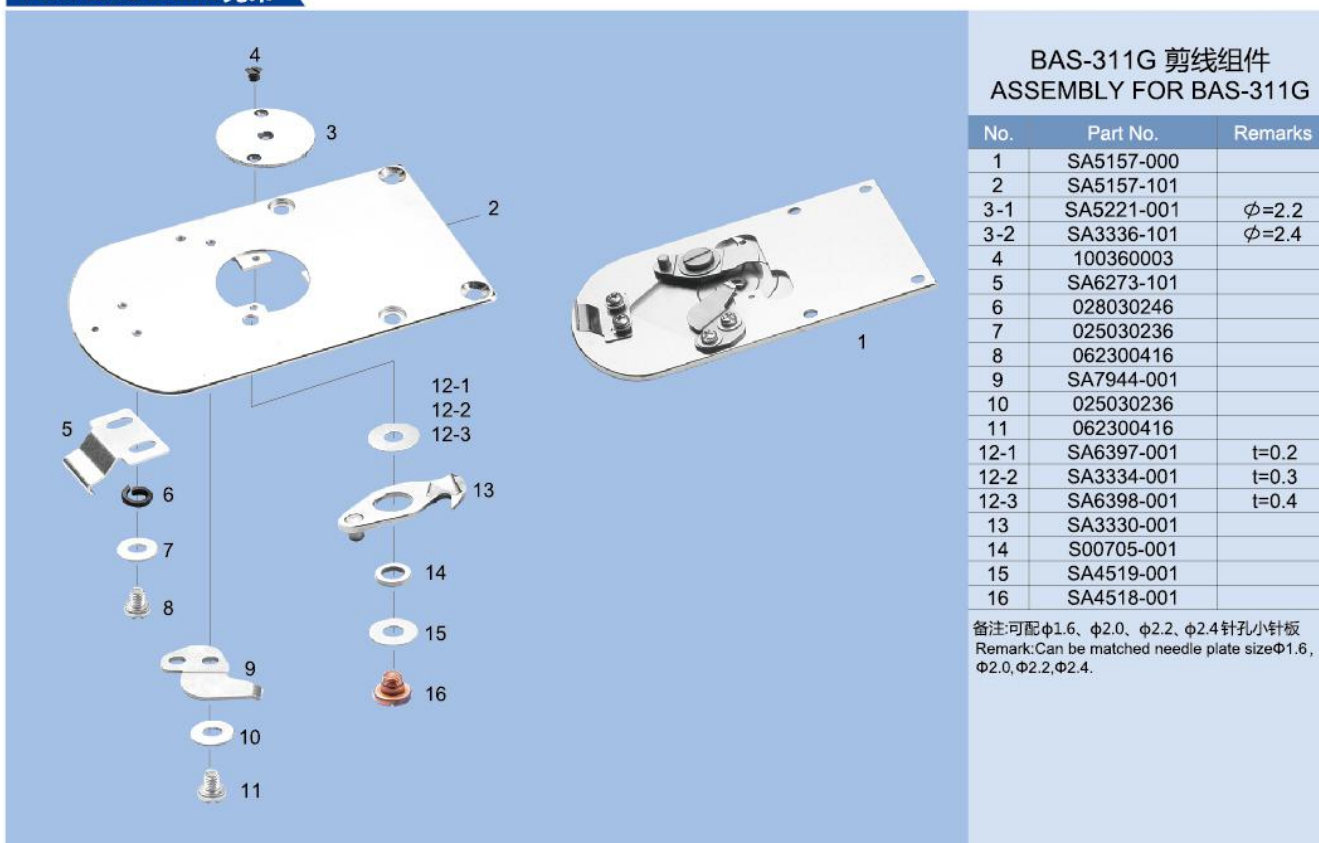 4
3
2
1
12-1
12-2
12-3
5
13
6
7
14
8
15
9
16
10
11
BAS-311G 剪线组件
ASSEMBLY FOR BAS-311G
No. Part No. Remarks
1 SA5157-000
2 SA5157-101
3-1 SA5221-001 Φ=2.2
3-2 SA3336-101 Φ=2.4
4 100360003
5 SA6273-101
6 028030246
7 025030236
8 062300416
9 SA7944-001
10 025030236
11 062300416
12-1 SA6397-001 t=0.2
12-2 SA3334-001 t=0.3
12-3 SA6398-001 t=0.4
13 SA3330-001
14 S00705-001
15 SA4519-001
16 SA4518-001
备注:可配φ1.6、φ2.0、φ2.2、φ2.4针孔小针板
Remark:Can be matched needle plate sizeΦ1.6,
Φ2.0,Φ2.2,Φ2.4.